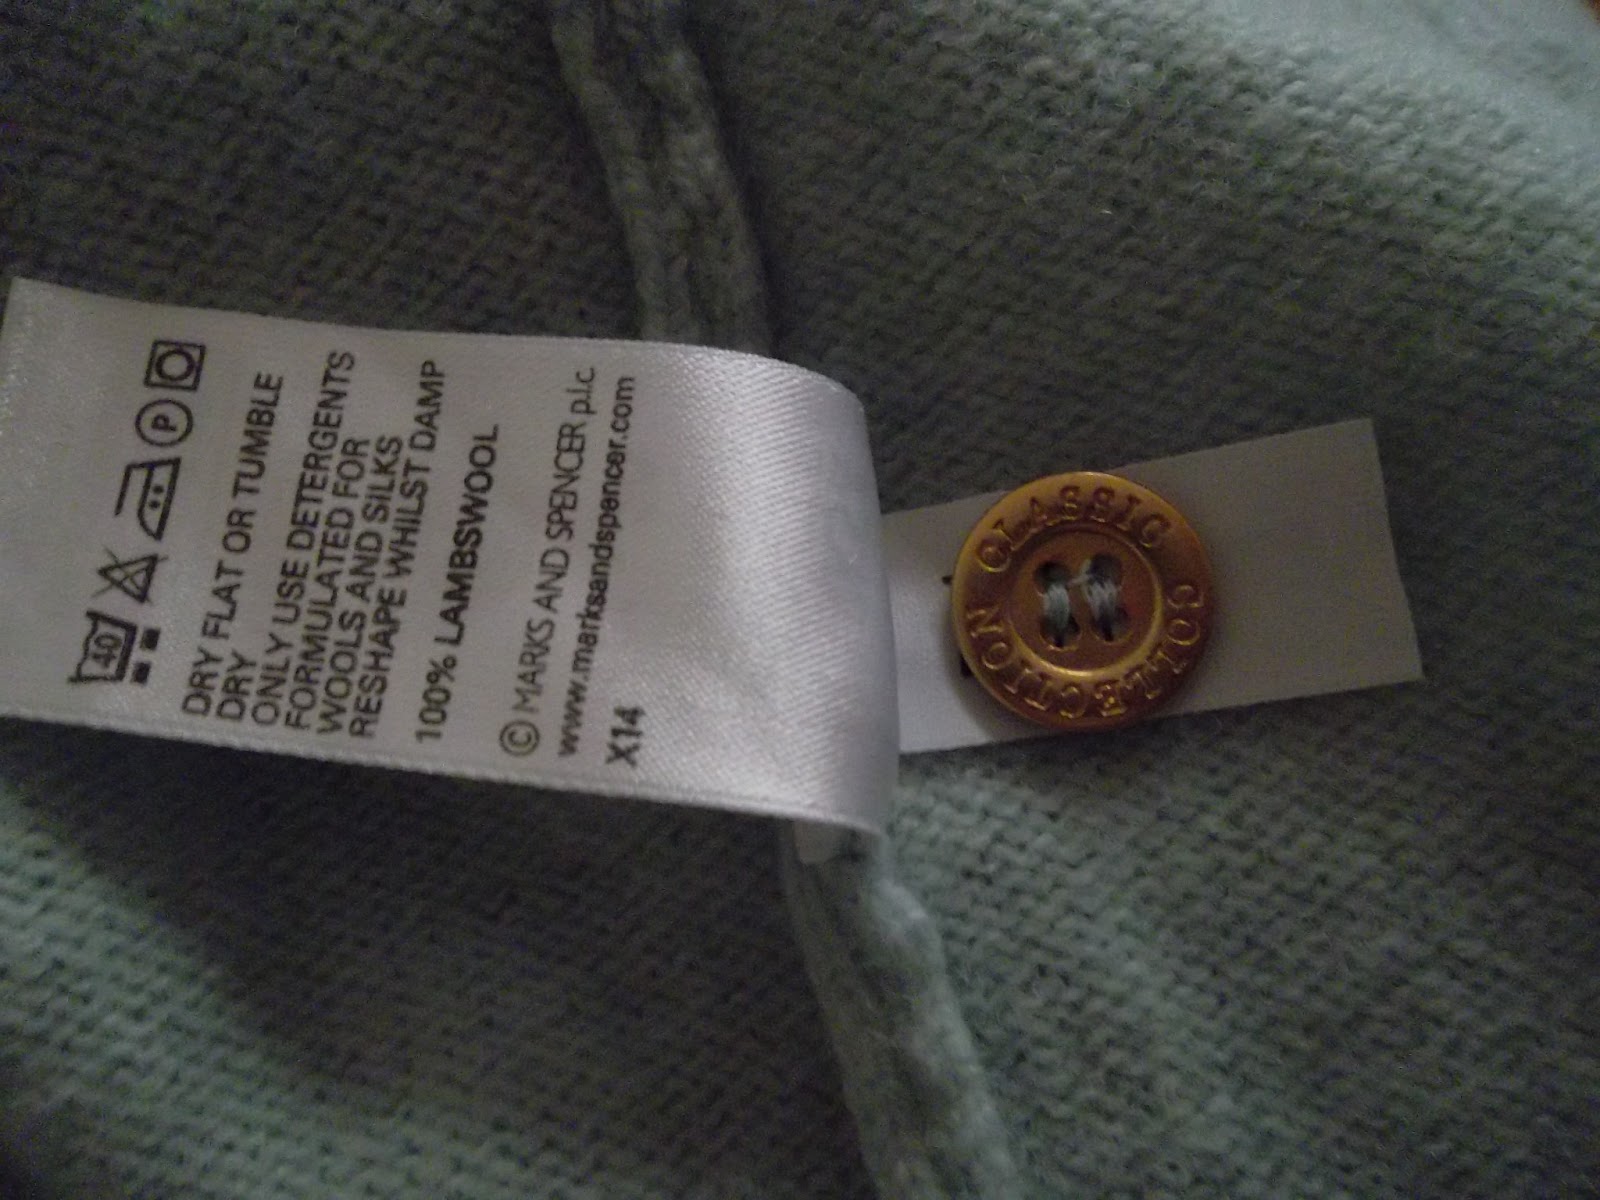 40 P
DRY FLAT OR TUMBLE
DRY
ONLY USE DETERGENTS
FORMULATED FOR
WOOLS AND SILKS
RESHAPE WHILST DAMP
100% LAMBSWOOL
© MARKS AND SPENCER p.l.c.
www.marksandspencer.com
X14
CLASSIC COLLECTION